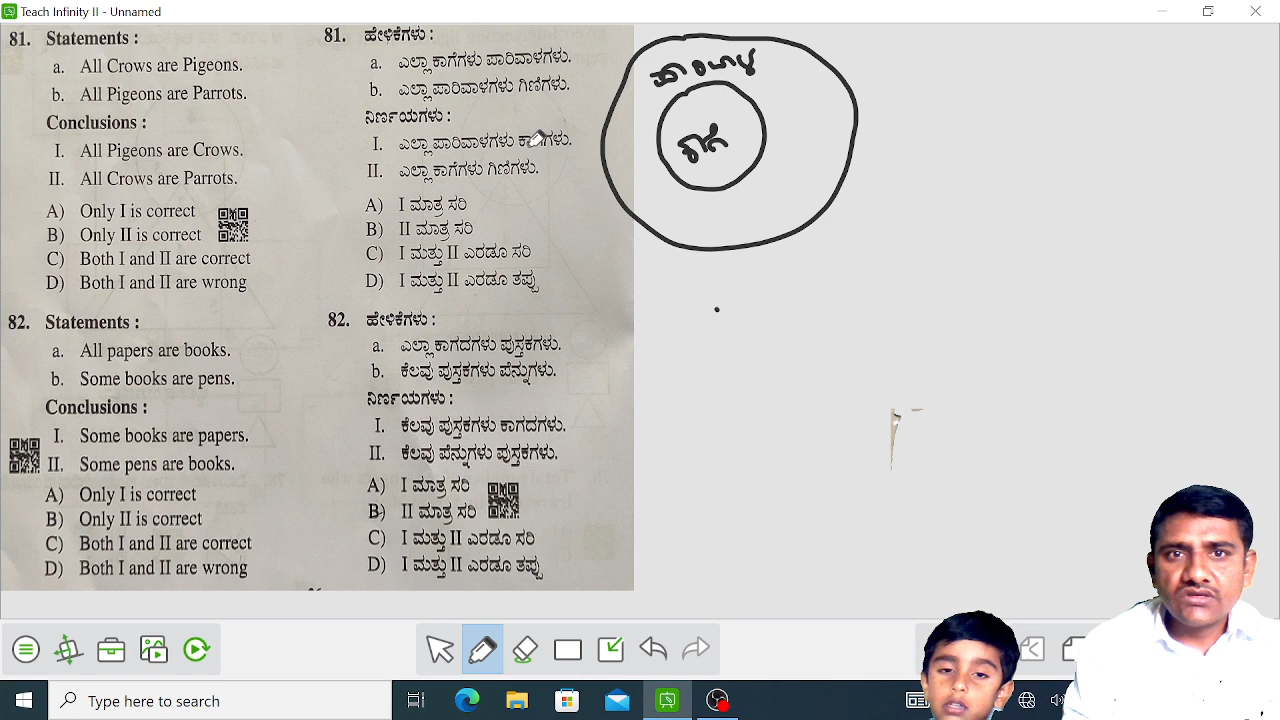 Teach Infinity II - Unnamed
81. Statements :
a. All Crows are Pigeons.
b. All Pigeons are Parrots.
Conclusions :
I. All Pigeons are Crows.
II. All Crows are Parrots.
A) Only I is correct
B) Only II is correct
C) Both I and II are correct
D) Both I and II are wrong
82. Statements :
a. All papers are books.
b. Some books are pens.
Conclusions :
I. Some books are papers.
II. Some pens are books.
A) Only I is correct
B) Only II is correct
C) Both I and II are correct
D) Both I and II are wrong
81. ಹೇಳಿಕೆಗಳು :
a. ಎಲ್ಲಾ ಕಾಗೆಗಳು ಪಾರಿವಾಳಗಳು.
b. ಎಲ್ಲಾ ಪಾರಿವಾಳಗಳು ಗಿಣಿಗಳು.
ನಿರ್ಣಯಗಳು :
I. ಎಲ್ಲಾ ಪಾರಿವಾಳಗಳು ಕಾಗೆಗಳು.
II. ಎಲ್ಲಾ ಕಾಗೆಗಳು ಗಿಣಿಗಳು.
A) I ಮಾತ್ರ ಸರಿ
B) II ಮಾತ್ರ ಸರಿ
C) I ಮತ್ತು II ಎರಡೂ ಸರಿ
D) I ಮತ್ತು II ಎರಡೂ ತಪ್ಪು
82. ಹೇಳಿಕೆಗಳು :
a. ಎಲ್ಲಾ ಕಾಗದಗಳು ಪುಸ್ತಕಗಳು.
b. ಕೆಲವು ಪುಸ್ತಕಗಳು ಪೆನ್ನುಗಳು.
ನಿರ್ಣಯಗಳು :
I. ಕೆಲವು ಪುಸ್ತಕಗಳು ಕಾಗದಗಳು.
II. ಕೆಲವು ಪೆನ್ನುಗಳು ಪುಸ್ತಕಗಳು.
A) I ಮಾತ್ರ ಸರಿ
B) II ಮಾತ್ರ ಸರಿ
C) I ಮತ್ತು II ಎರಡೂ ಸರಿ
D) I ಮತ್ತು II ಎರಡೂ ತಪ್ಪು
ಪಾರಿವಾಳ
ಕಾಗೆ
Type here to search